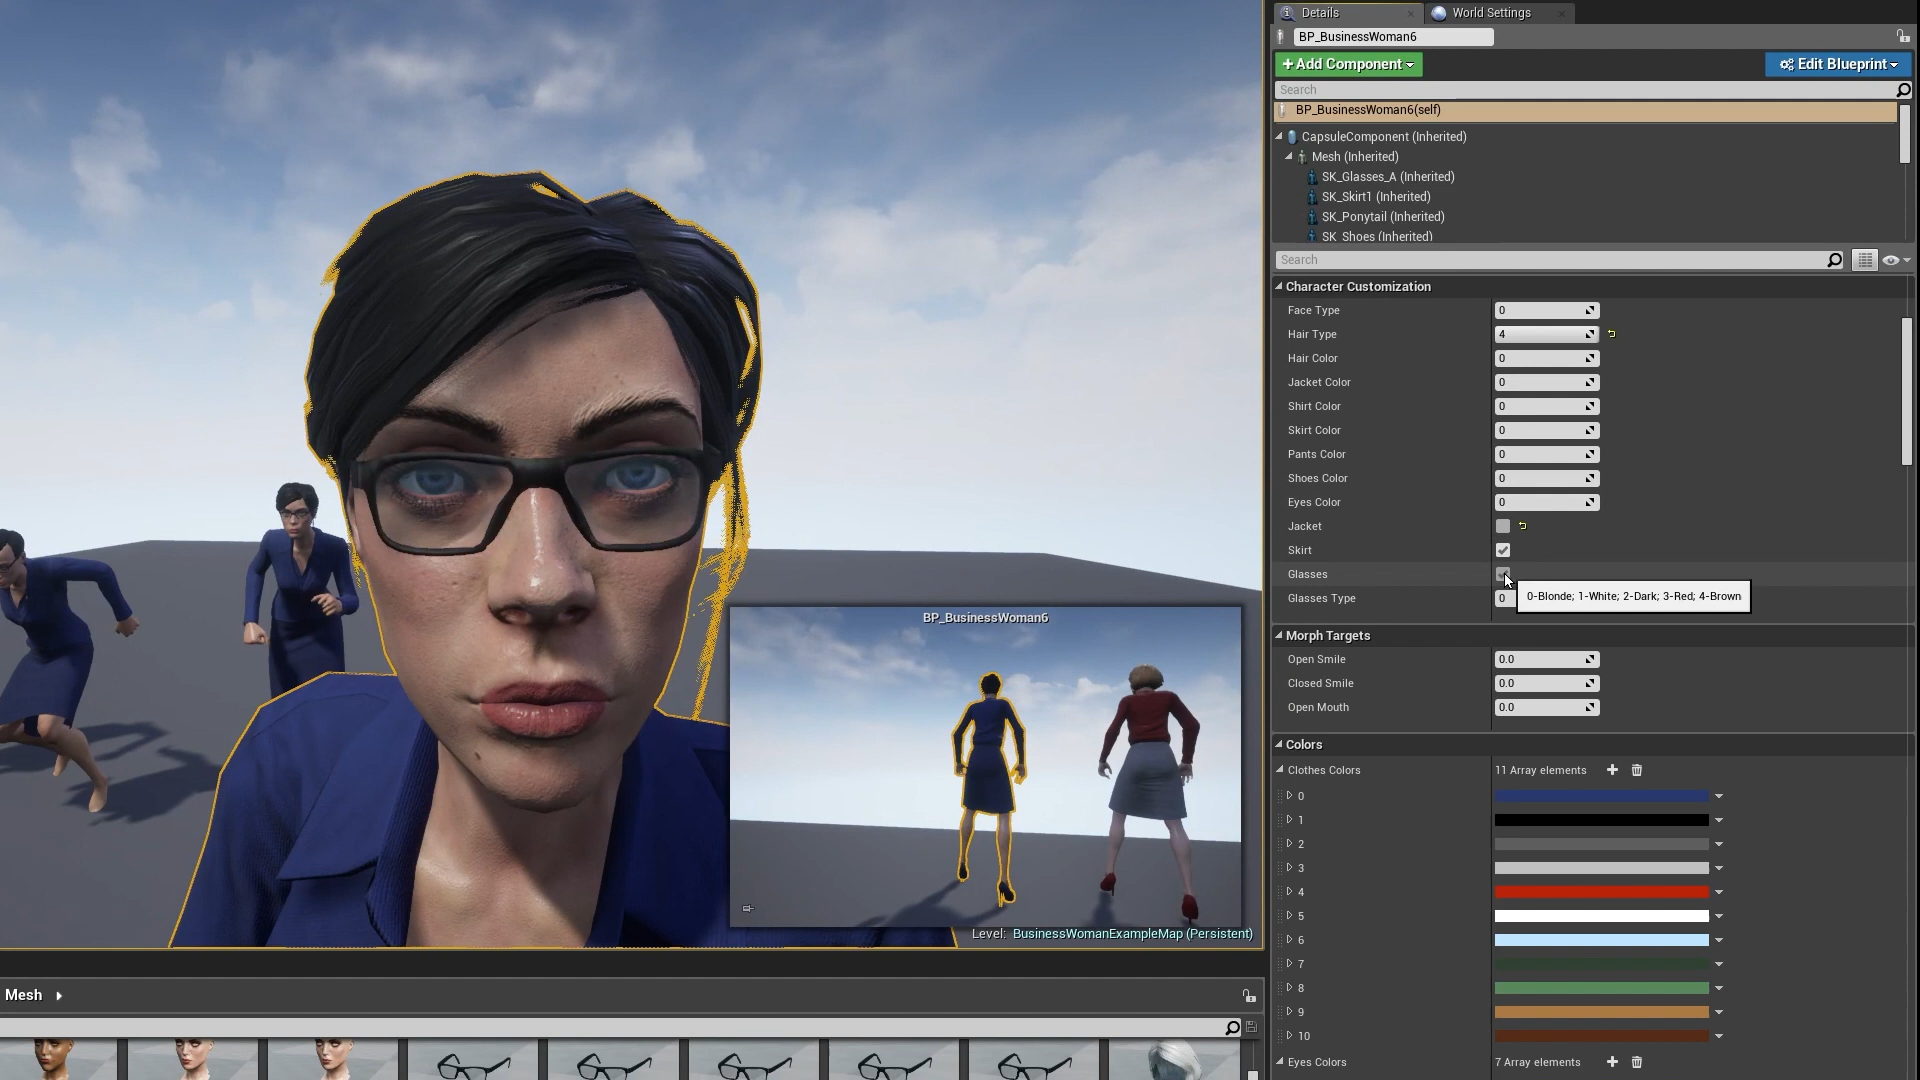 Details
World Settings
BP_BusinessWoman6
Add Component
Edit Blueprint
Search
BP_BusinessWoman6(self)
CapsuleComponent (Inherited)
Mesh (Inherited)
SK_Glasses_A (Inherited)
SK_Skirt1 (Inherited)
SK_Ponytail (Inherited)
SK_Shoes (Inherited)
Search
Character Customization
Face Type 0
Hair Type 4
Hair Color 0
Jacket Color 0
Shirt Color 0
Skirt Color 0
Pants Color 0
Shoes Color 0
Eyes Color 0
Jacket
Skirt
Glasses
Glasses Type 0
0-Blonde; 1-White; 2-Dark; 3-Red; 4-Brown
Morph Targets
Open Smile 0.0
Closed Smile 0.0
Open Mouth 0.0
Colors
Clothes Colors 11 Array elements
0
1
2
3
4
5
6
7
8
9
10
Eyes Colors 7 Array elements
BP_BusinessWoman6
Level: BusinessWomanExampleMap (Persistent)
Mesh